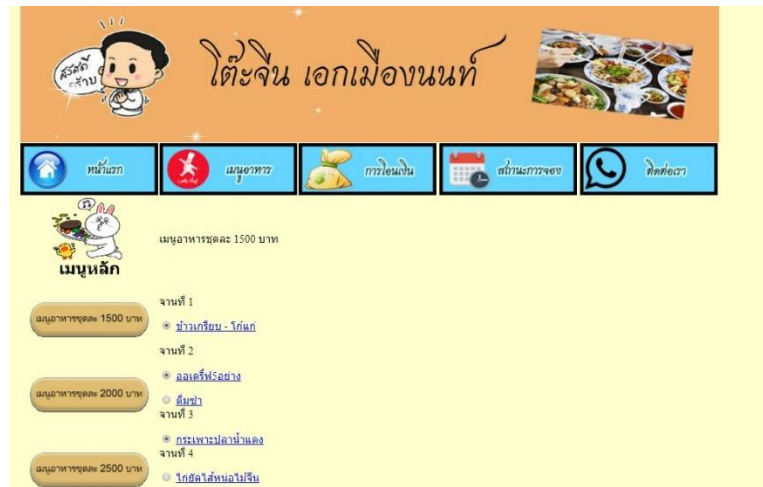 สวัสดี
ครับ
โต๊ะจีน เอกเมืองนนท์
หน้าแรก
เมนูอาหาร
การโอนเงิน
สถานะการจอง
ติดต่อเรา
เมนูหลัก
เมนูอาหารชุดละ 1500 บาท
เมนูอาหารชุดละ 1500 บาท
เมนูอาหารชุดละ 2000 บาท
เมนูอาหารชุดละ 2500 บาท
จานที่ 1
ข้าวเกรียบ - โก๋แก่
จานที่ 2
ออเดริ์ฟ5อย่าง
ติ่มซำ
จานที่ 3
กระเพาะปลาน้ำแดง
จานที่ 4
ไก่ยัดไส้หน่อไม้จีน